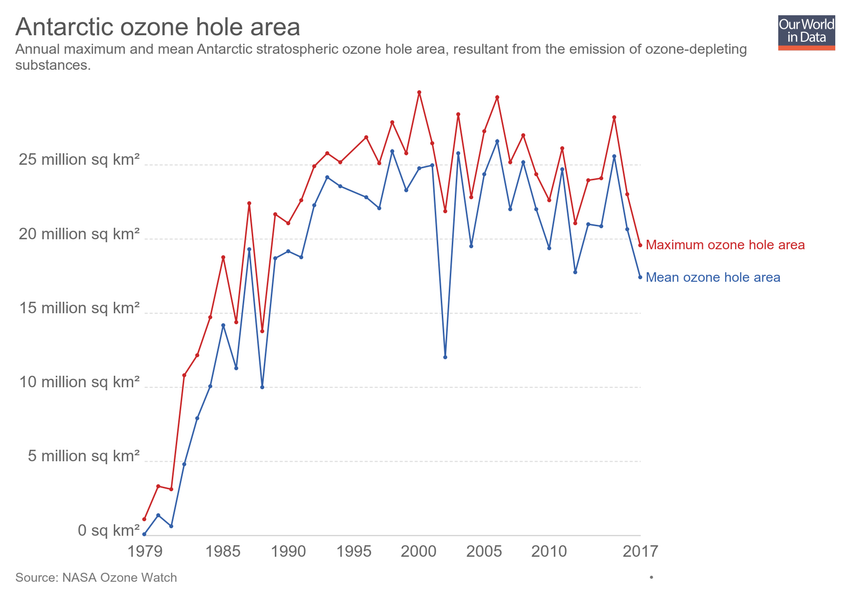 Antarctic ozone hole area
Annual maximum and mean Antarctic stratospheric ozone hole area, resultant from the emission of ozone-depleting
substances.
Our World
in Data
25 million sq km²
20 million sq km²
15 million sq km²
10 million sq km²
5 million sq km²
0 sq km²
Maximum ozone hole area
Mean ozone hole area
1979 1985 1990 1995 2000 2005 2010 2017
Source: NASA Ozone Watch